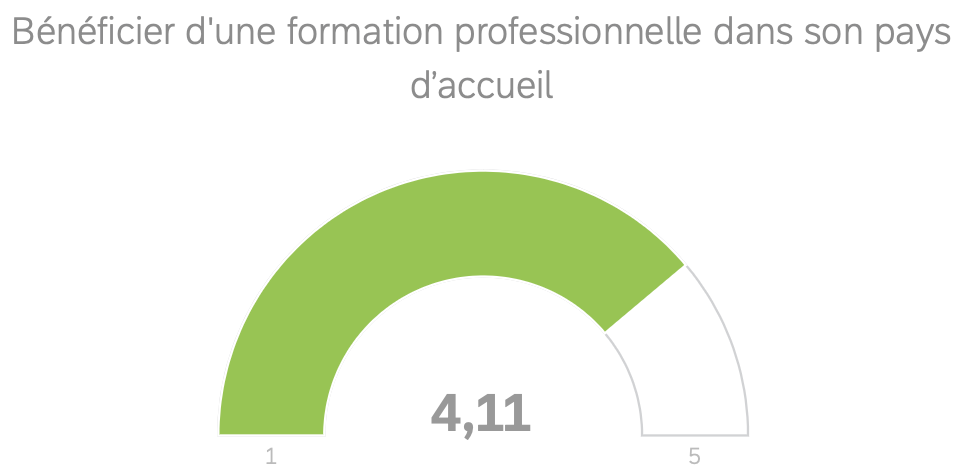 Bénéficier d'une formation professionnelle dans son pays
d’accueil
4,11
1
5